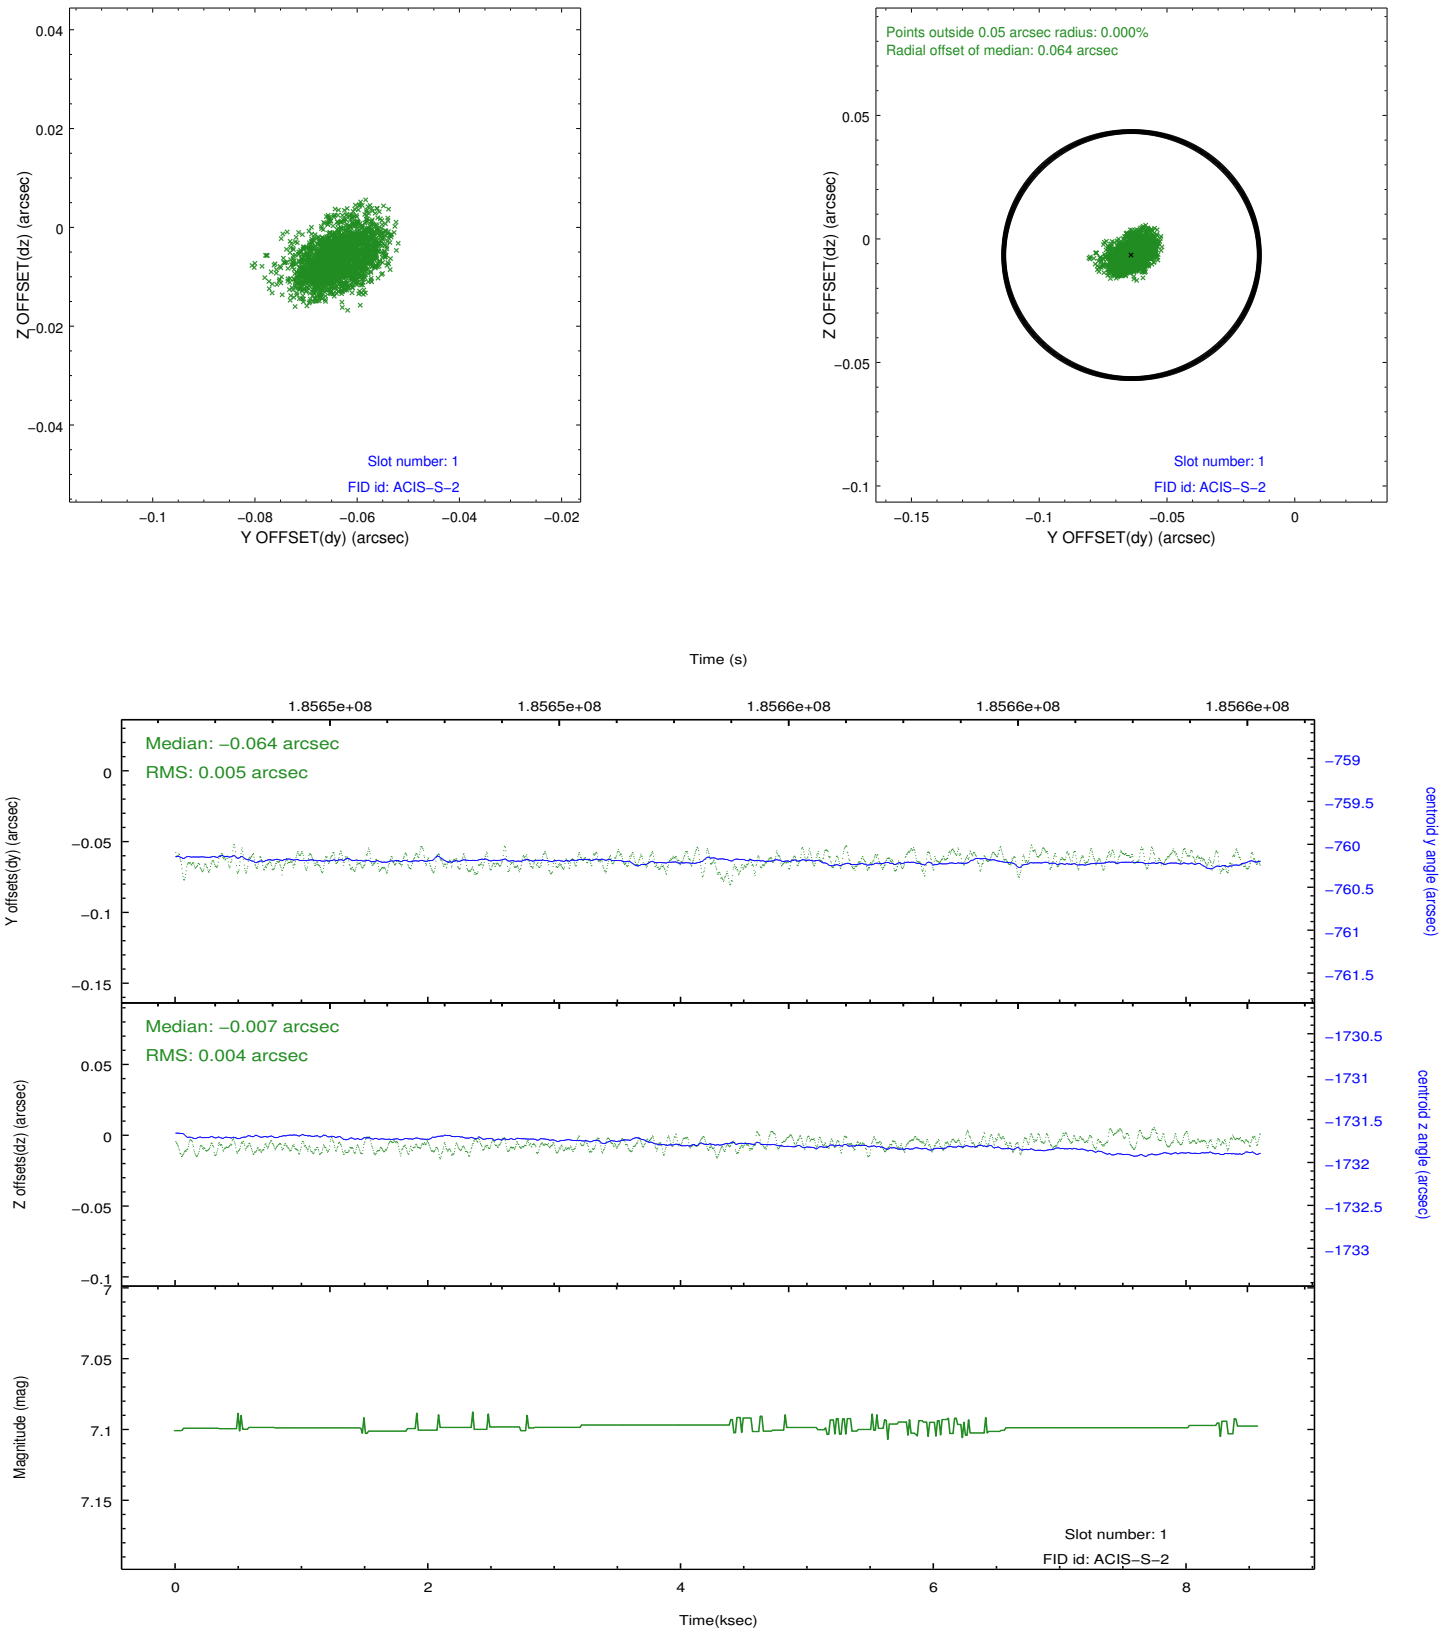 0.04
0.02
0
−0.02
−0.04
Z OFFSET(dz) (arcsec)
Slot number: 1
FID id: ACIS−S−2
−0.1 −0.08 −0.06 −0.04 −0.02
Y OFFSET(dy) (arcsec)
Points outside 0.05 arcsec radius: 0.000%
Radial offset of median: 0.064 arcsec
0.05
0
−0.05
−0.1
Z OFFSET(dz) (arcsec)
Slot number: 1
FID id: ACIS−S−2
−0.15 −0.1 −0.05 0
Y OFFSET(dy) (arcsec)
Time (s)
1.8565e+08 1.8565e+08 1.8566e+08 1.8566e+08 1.8566e+08
Median: −0.064 arcsec
RMS: 0.005 arcsec
0
−0.05
−0.1
−0.15
Y offsets(dy) (arcsec)
−759
−759.5
−760
−760.5
−761
−761.5
centroid y angle (arcsec)
Median: −0.007 arcsec
RMS: 0.004 arcsec
0.05
0
−0.05
−0.1
Z offsets(dz) (arcsec)
−1730.5
−1731
−1731.5
−1732
−1732.5
−1733
centroid z angle (arcsec)
7
7.05
7.1
7.15
Magnitude (mag)
Slot number: 1
FID id: ACIS−S−2
0 2 4 6 8
Time(ksec)